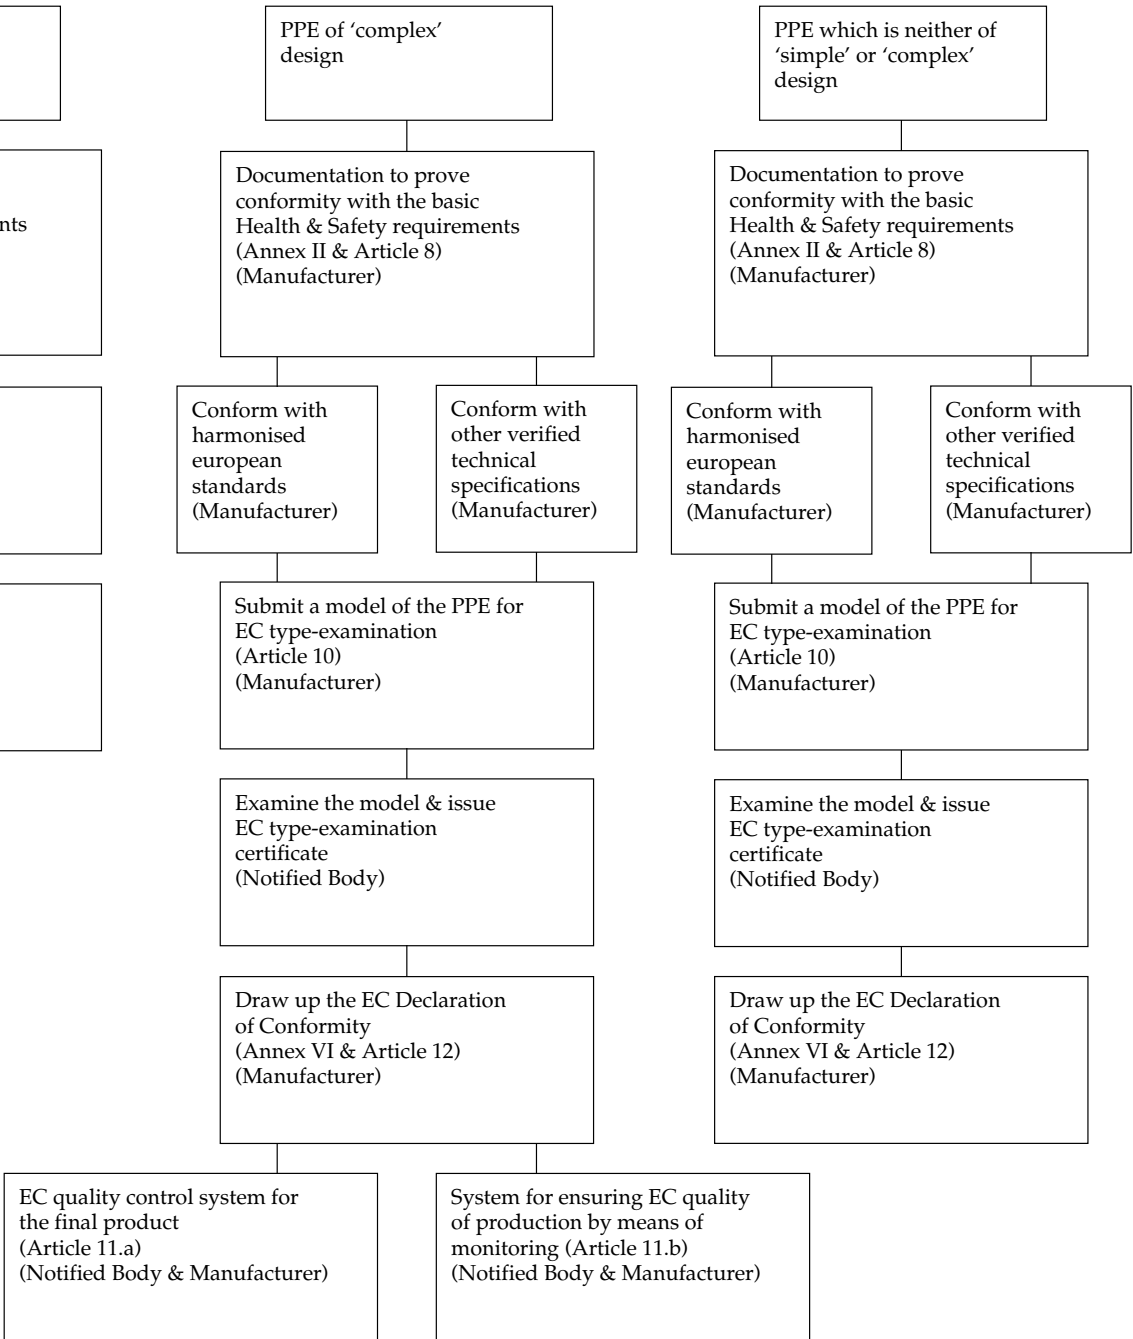 nts
PPE of ‘complex’
design
Documentation to prove
conformity with the basic
Health & Safety requirements
(Annex II & Article 8)
(Manufacturer)
Conform with
harmonised
european
standards
(Manufacturer)
Conform with
other verified
technical
specifications
(Manufacturer)
Submit a model of the PPE for
EC type-examination
(Article 10)
(Manufacturer)
Examine the model & issue
EC type-examination
certificate
(Notified Body)
Draw up the EC Declaration
of Conformity
(Annex VI & Article 12)
(Manufacturer)
EC quality control system for
the final product
(Article 11.a)
(Notified Body & Manufacturer)
System for ensuring EC quality
of production by means of
monitoring (Article 11.b)
(Notified Body & Manufacturer)
PPE which is neither of
‘simple’ or ‘complex’
design
Documentation to prove
conformity with the basic
Health & Safety requirements
(Annex II & Article 8)
(Manufacturer)
Conform with
harmonised
european
standards
(Manufacturer)
Conform with
other verified
technical
specifications
(Manufacturer)
Submit a model of the PPE for
EC type-examination
(Article 10)
(Manufacturer)
Examine the model & issue
EC type-examination
certificate
(Notified Body)
Draw up the EC Declaration
of Conformity
(Annex VI & Article 12)
(Manufacturer)